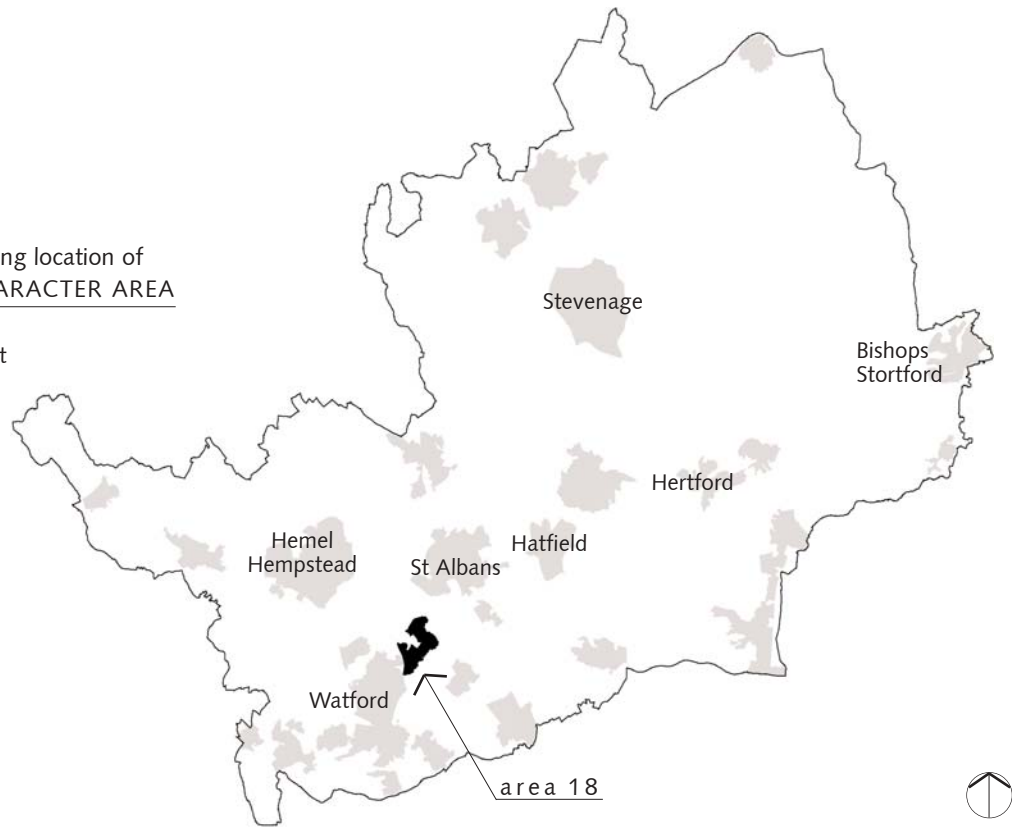 ng location of
ARACTER AREA
t
Stevenage
Bishops
Stortford
Hertford
Hemel
Hempstead
St Albans
Hatfield
Watford
area 18